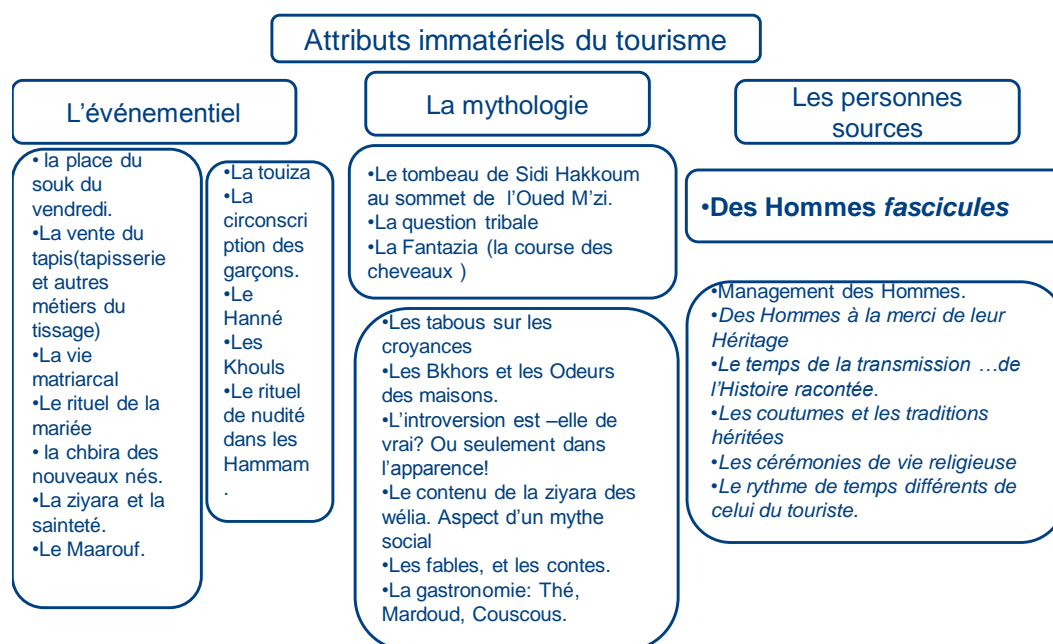 Attributs immatériels du tourisme
L'événementiel
• la place du
souk du
vendredi.
•La vente du
tapis(tapisserie
et autres
métiers du
tissage)
•La vie
matriarcal
•Le rituel de la
mariée
• la chbira des
nouveaux nés.
•La ziyara et la
sainteté.
•Le Maarouf.
•La touiza
•La
circonscri
ption des
garçons.
•Le
Hanné
•Les
Khouls
•Le rituel
de nudité
dans les
Hammam
.
La mythologie
•Le tombeau de Sidi Hakkoum
au sommet de l'Oued M'zi.
•La question tribale
•La Fantazia (la course des
cheveaux )
•Les tabous sur les
croyances
•Les Bkhors et les Odeurs
des maisons.
•L'introversion est –elle de
vrai? Ou seulement dans
l'apparence!
•Le contenu de la ziyara des
wélia. Aspect d'un mythe
social
•Les fables, et les contes.
•La gastronomie: Thé,
Mardoud, Couscous.
Les personnes
sources
•Des Hommes fascicules
•Management des Hommes.
•Des Hommes à la merci de leur
Héritage
•Le temps de la transmission …de
l'Histoire racontée.
•Les coutumes et les traditions
héritées
•Les cérémonies de vie religieuse
•Le rythme de temps différents de
celui du touriste.